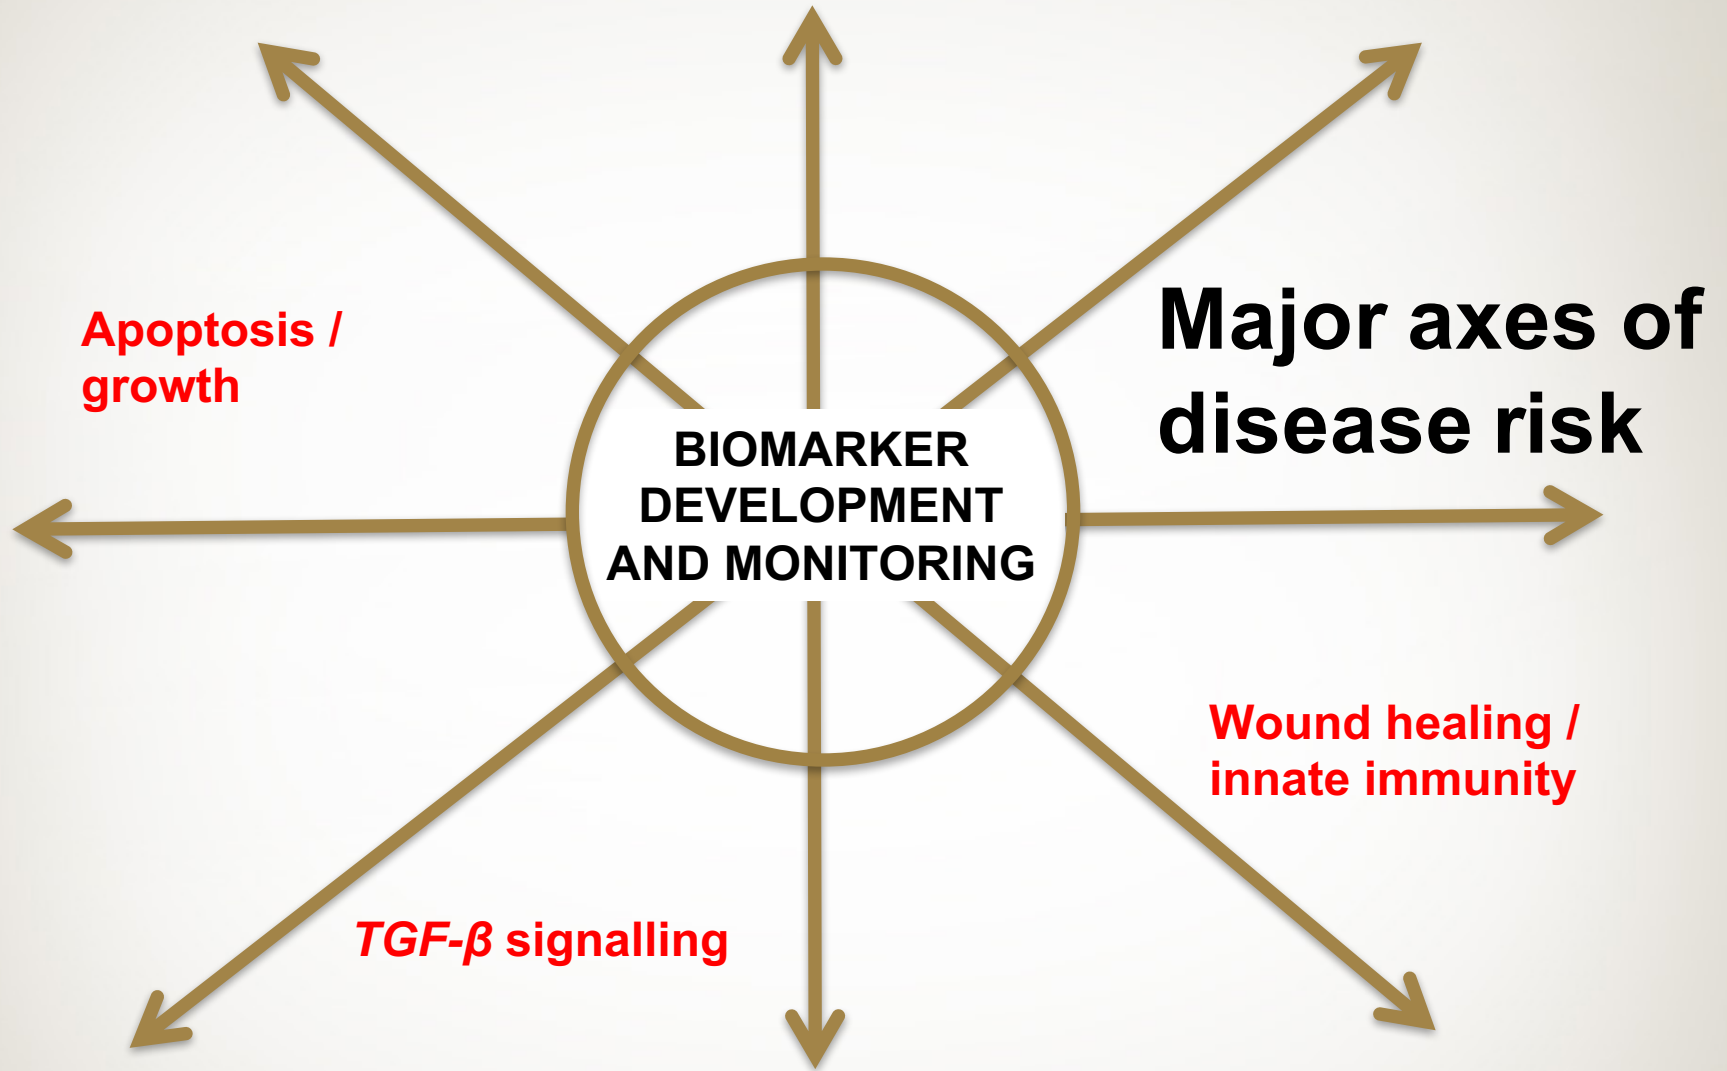 Major axes of
disease risk
Apoptosis /
growth
BIOMARKER
DEVELOPMENT
AND MONITORING
Wound healing /
innate immunity
TGF-β signalling